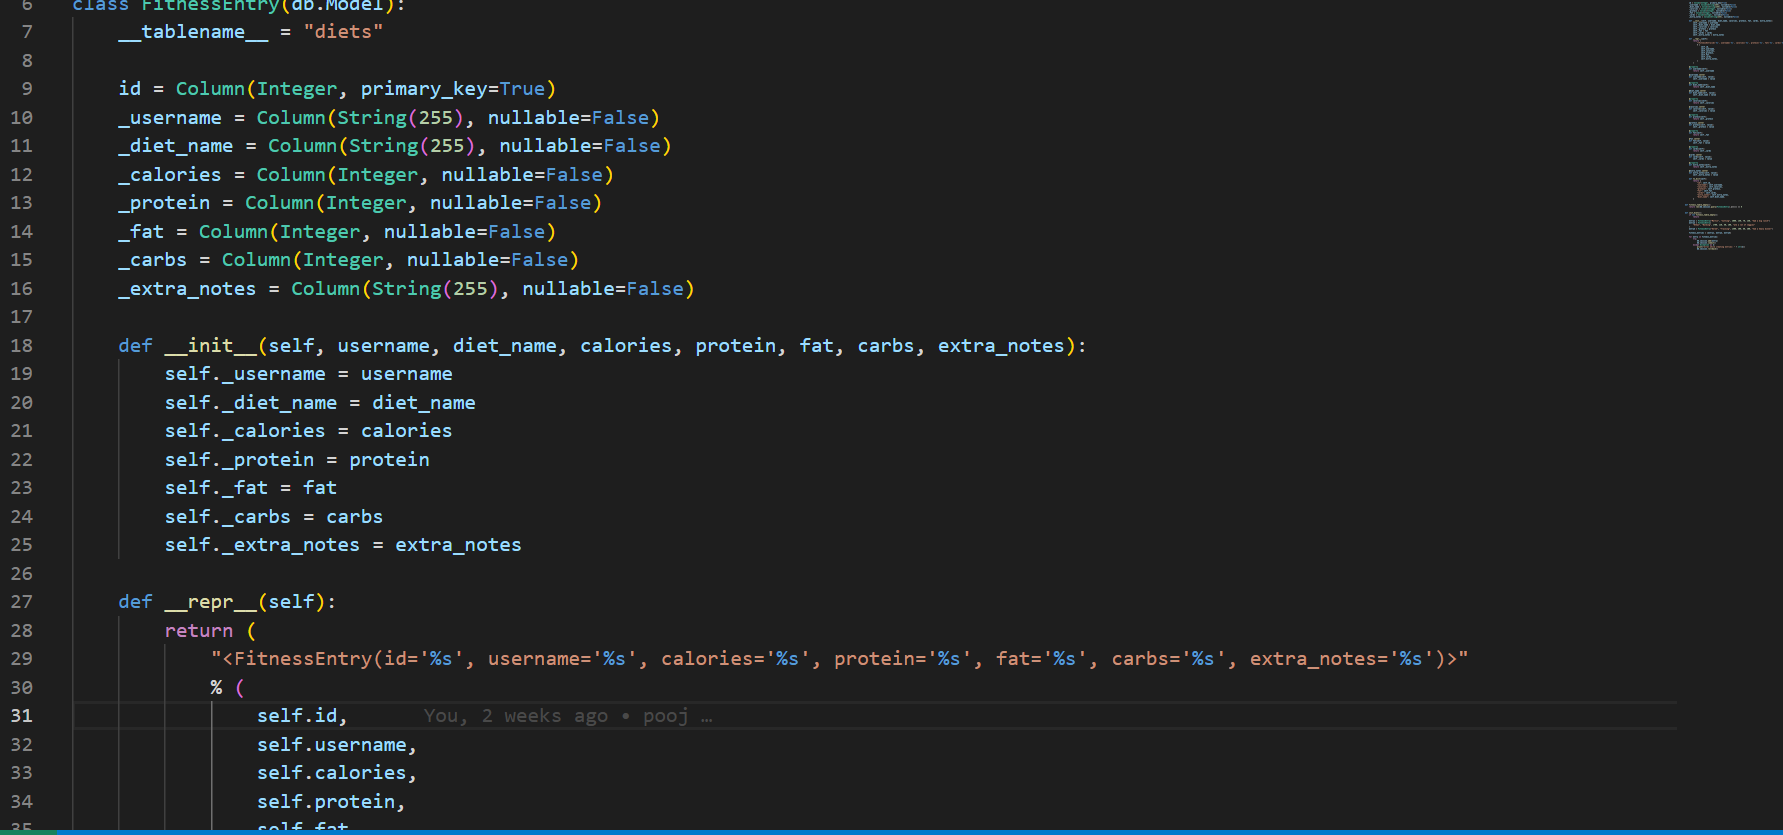 6 class FitnessEntry(db.Model):
7 __tablename__ = "diets"
8
9 id = Column(Integer, primary_key=True)
10 _username = Column(String(255), nullable=False)
11 _diet_name = Column(String(255), nullable=False)
12 _calories = Column(Integer, nullable=False)
13 _protein = Column(Integer, nullable=False)
14 _fat = Column(Integer, nullable=False)
15 _carbs = Column(Integer, nullable=False)
16 _extra_notes = Column(String(255), nullable=False)
17
18 def __init__(self, username, diet_name, calories, protein, fat, carbs, extra_notes):
19 self._username = username
20 self._diet_name = diet_name
21 self._calories = calories
22 self._protein = protein
23 self._fat = fat
24 self._carbs = carbs
25 self._extra_notes = extra_notes
26
27 def __repr__(self):
28 return (
29 "<FitnessEntry(id='%s', username='%s', calories='%s', protein='%s', fat='%s', carbs='%s', extra_notes='%s')>"
30 % (
31 self.id, You, 2 weeks ago • pooj …
32 self.username,
33 self.calories,
34 self.protein,
35 self.fat